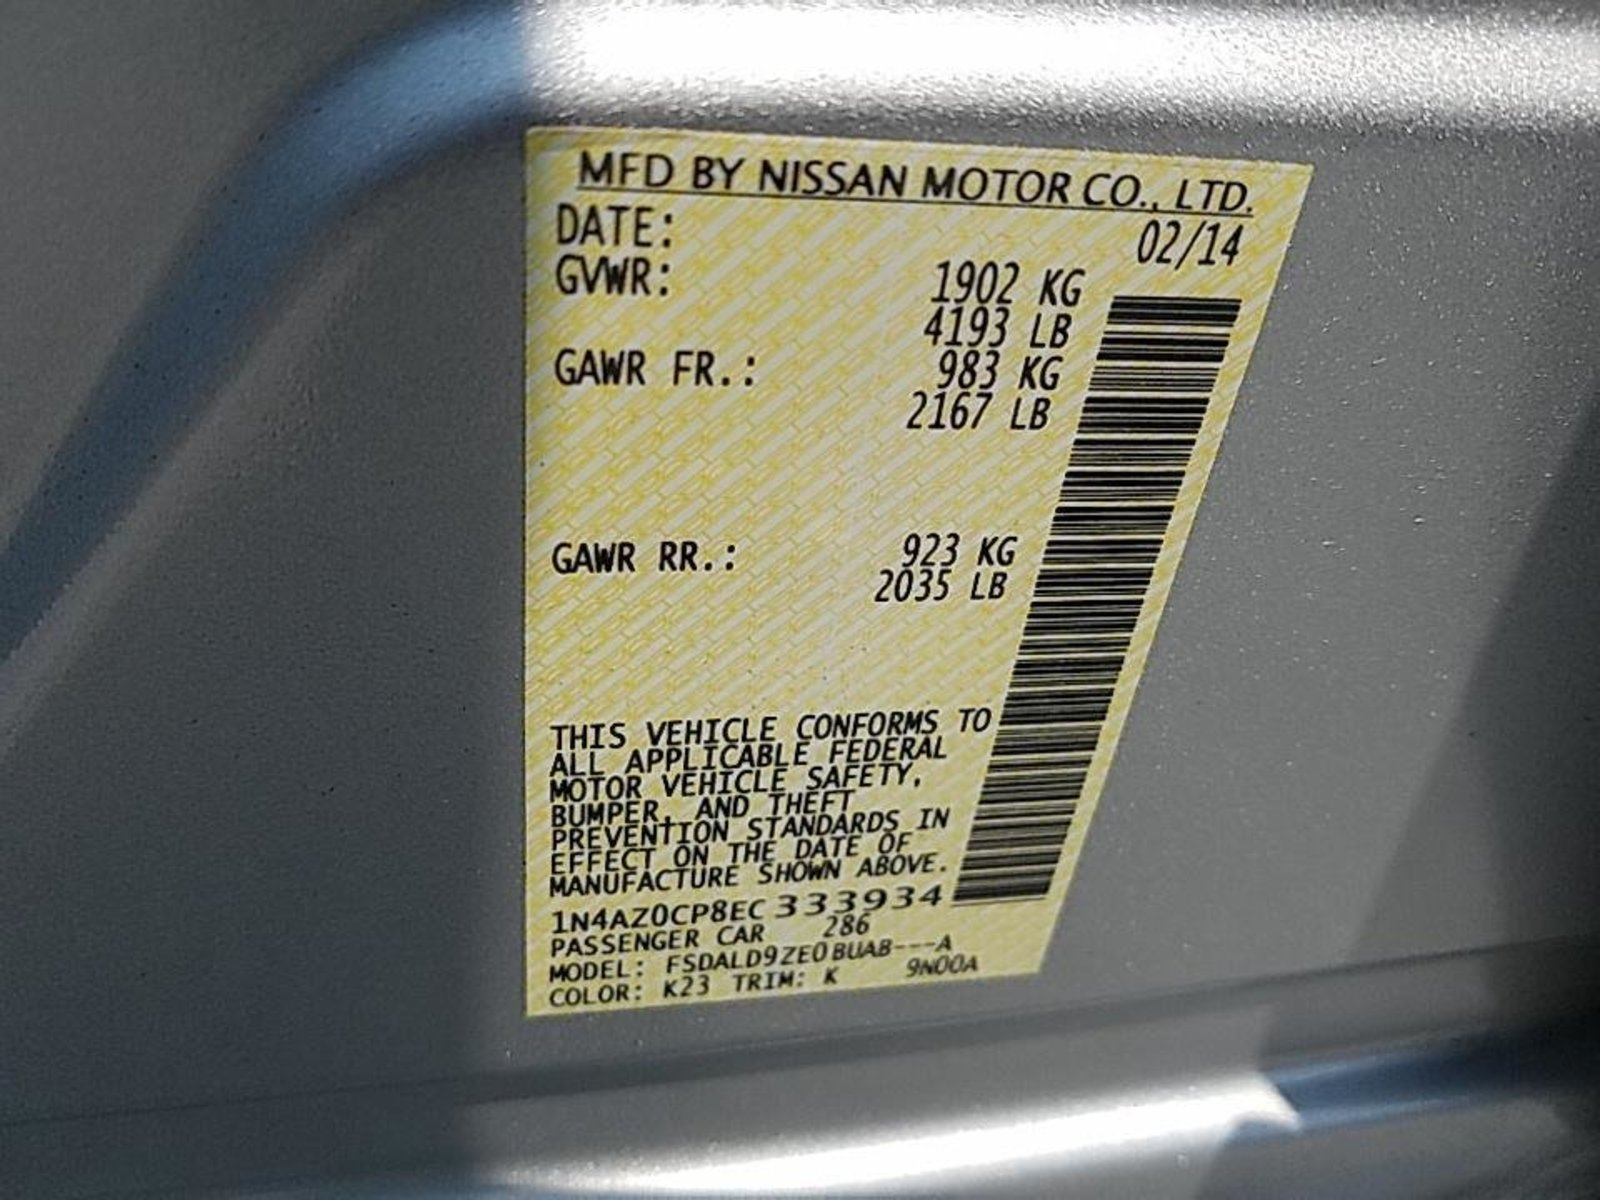 MFD BY NISSAN MOTOR CO., LTD.
DATE: 02/14
GVWR: 1902 KG
4193 LB
GAWR FR.: 983 KG
2167 LB
GAWR RR.: 923 KG
2035 LB
THIS VEHICLE CONFORMS TO
ALL APPLICABLE FEDERAL
MOTOR VEHICLE SAFETY,
BUMPER, AND THEFT
PREVENTION STANDARDS IN
EFFECT ON THE DATE OF
MANUFACTURE SHOWN ABOVE.
1N4AZ0CP8EC333934
PASSENGER CAR 286
MODEL: FSDALD9ZE0BUAB---A
COLOR: K23 TRIM: K 9N00A